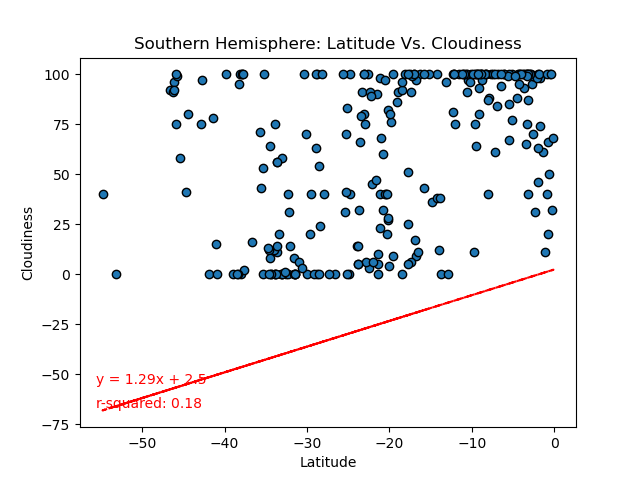 Southern Hemisphere: Latitude Vs. Cloudiness
Cloudiness
100
75
50
25
0
−25
−50
−75
y = 1.29x + 2.5
r-squared: 0.18
−50
−40
−30
−20
−10
0
Latitude